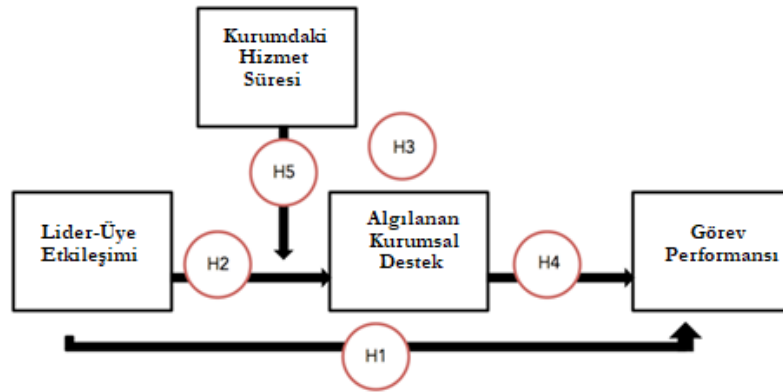 Kurumdaki
Hizmet
Süresi
H3
H5
Lider-Üye
Etkileşimi
H2
Algılanan
Kurumsal
Destek
H4
Görev
Performansı
H1